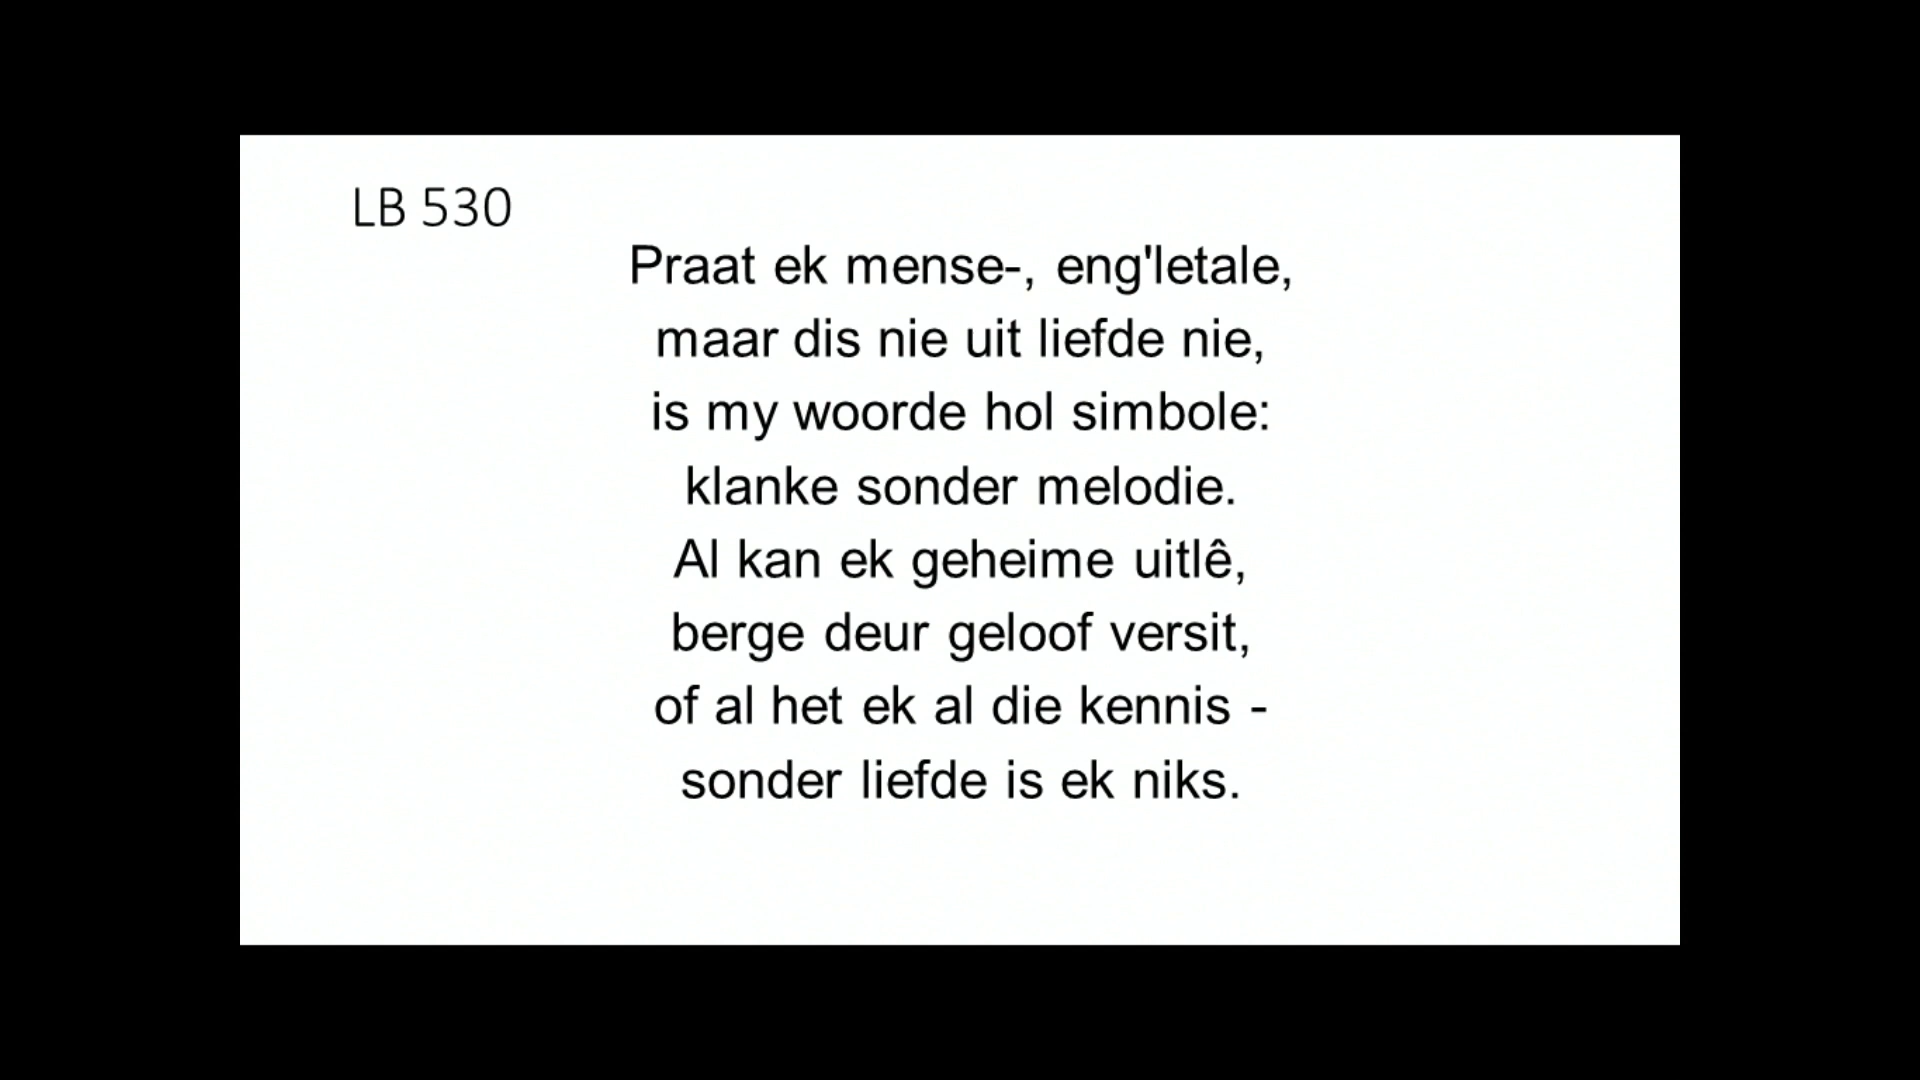 LB 530
Praat ek mense-, eng'letale,
maar dis nie uit liefde nie,
is my woorde hol simbole:
klanke sonder melodie.
Al kan ek geheime uitlê,
berge deur geloof versit,
of al het ek al die kennis -
sonder liefde is ek niks.